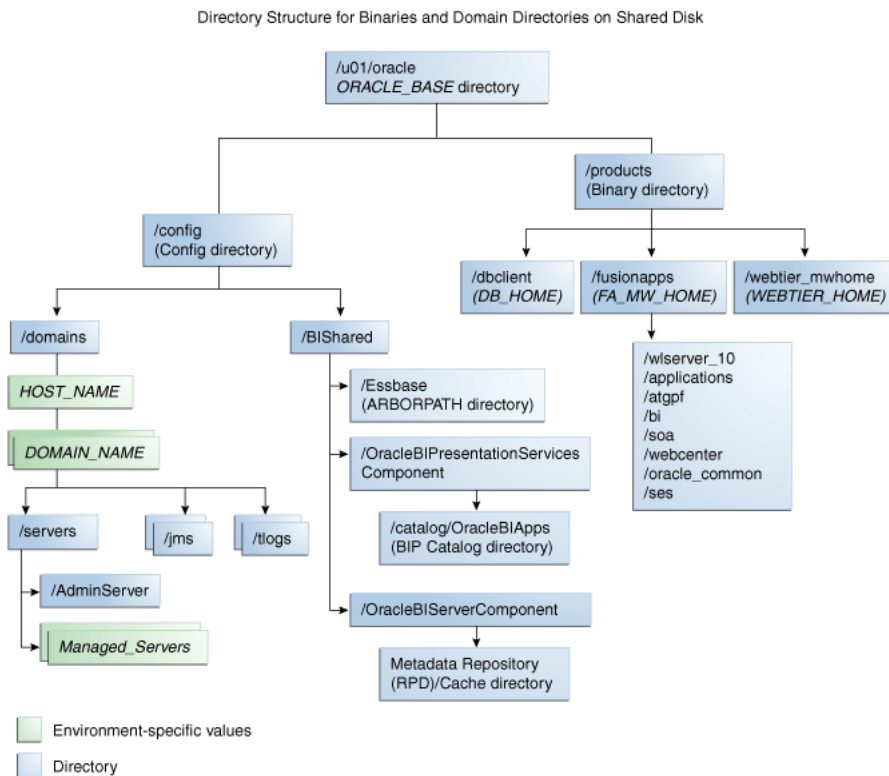 Directory Structure for Binaries and Domain Directories on Shared Disk
/u01/oracle
ORACLE_BASE directory
/products
(Binary directory)
/config
(Config directory)
/dbclient
(DB_HOME)
/fusionapps
(FA_MW_HOME)
/webtier_mwhome
(WEBTIER_HOME)
/domains
/BIShared
/wlserver_10
/applications
/atgpf
/bi
/soa
/webcenter
/oracle_common
/ses
HOST_NAME
/Essbase
(ARBORPATH directory)
DOMAIN_NAME
/OracleBIPresentationServices
Component
/servers
/jms
/tlogs
/catalog/OracleBIApps
(BIP Catalog directory)
/AdminServer
/OracleBIServerComponent
Managed_Servers
Metadata Repository
(RPD)/Cache directory
Environment-specific values
Directory